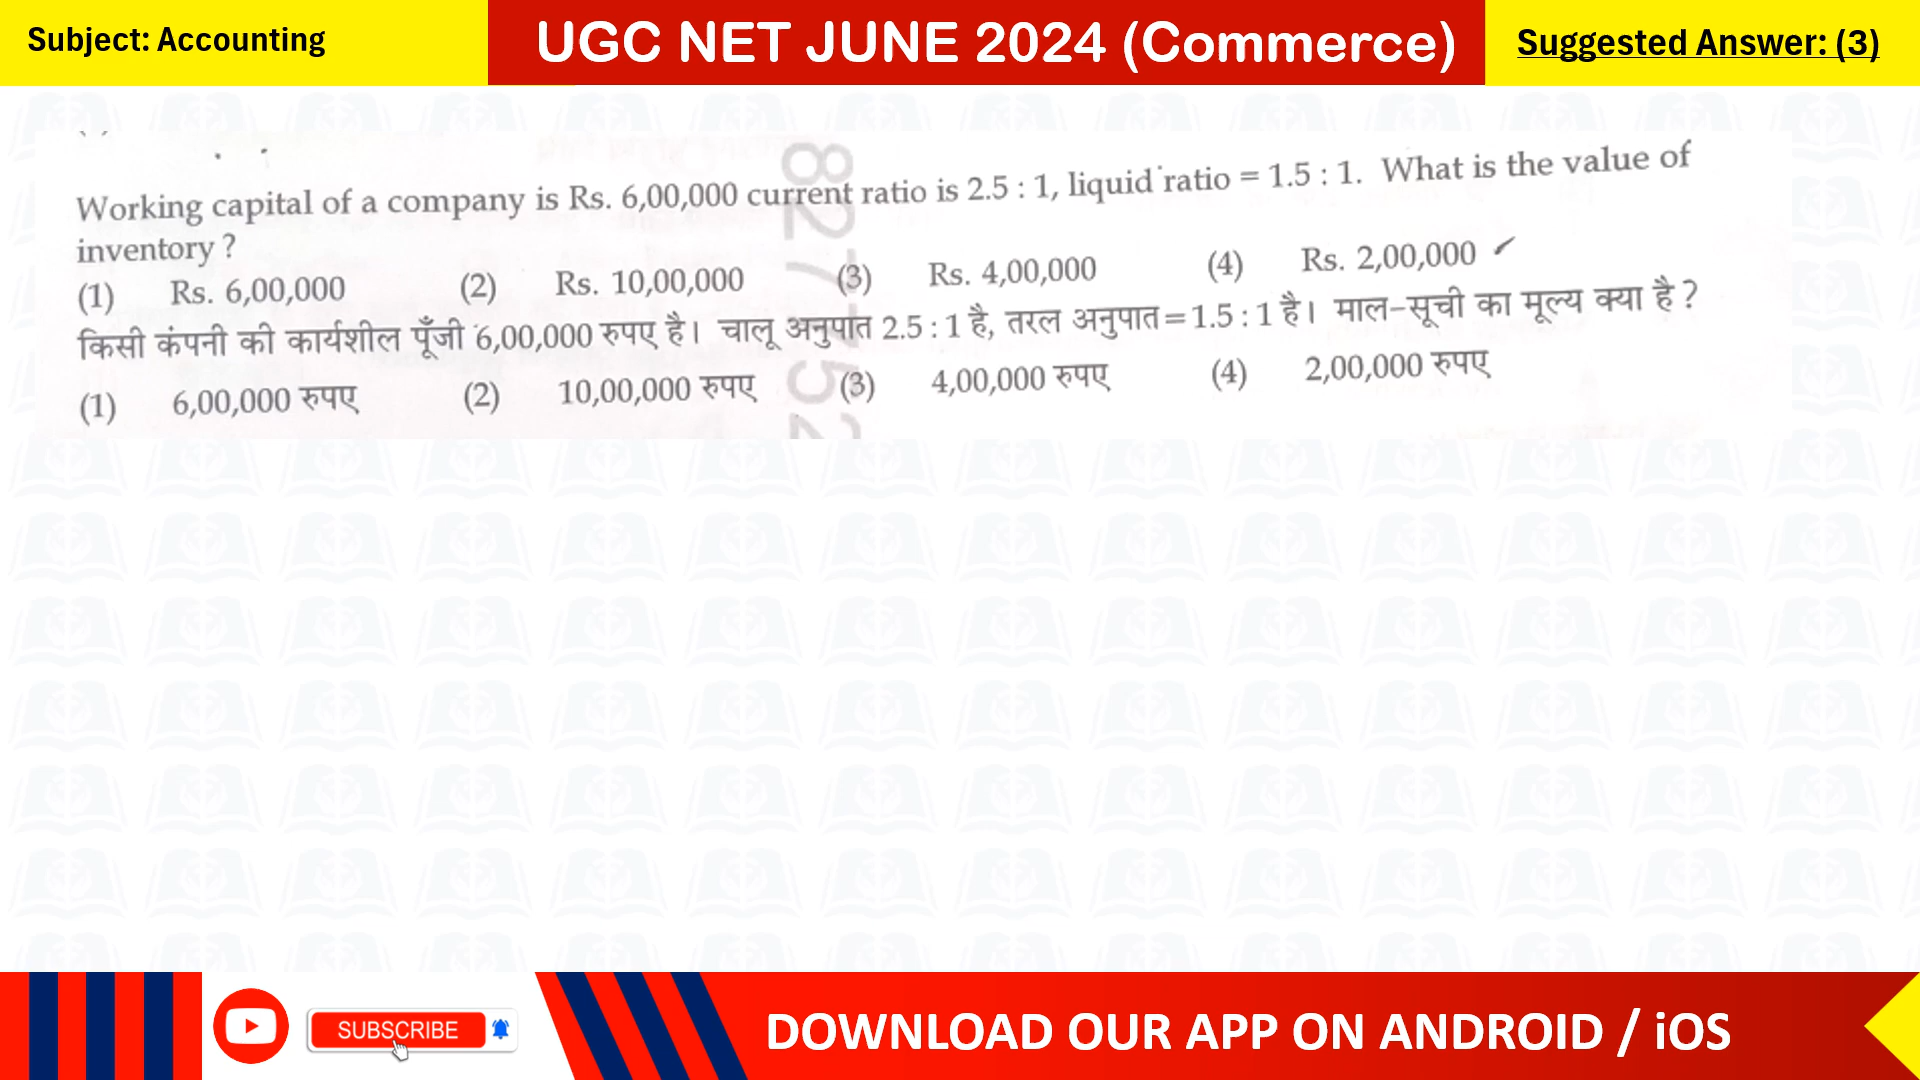 Subject: Accounting
UGC NET JUNE 2024 (Commerce)
Suggested Answer: (3)
Working capital of a company is Rs. 6,00,000 current ratio is 2.5 : 1, liquid ratio = 1.5 : 1. What is the value of
inventory ?
(1) Rs. 6,00,000 (2) Rs. 10,00,000 (3) Rs. 4,00,000 (4) Rs. 2,00,000
किसी कंपनी की कार्यशील पूँजी 6,00,000 रुपए है। चालू अनुपात 2.5 : 1 है, तरल अनुपात = 1.5 : 1 है। माल-सूची का मूल्य क्या है ?
(1) 6,00,000 रुपए (2) 10,00,000 रुपए (3) 4,00,000 रुपए (4) 2,00,000 रुपए
SUBSCRIBE
DOWNLOAD OUR APP ON ANDROID / iOS